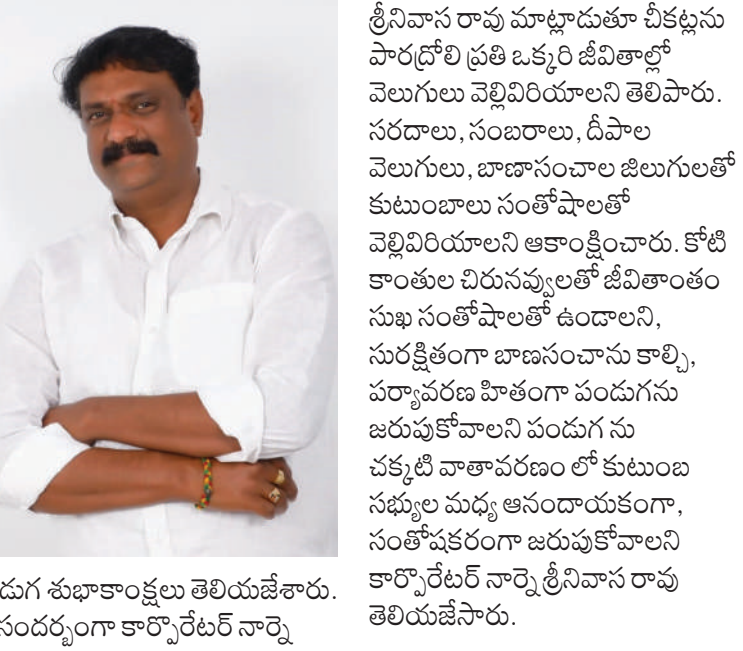 డుగ శుభాకాంక్షలు తెలియజేశారు.
సందర్భంగా కార్పొరేటర్ నార్నె
శ్రీనివాస రావు మాట్లాడుతూ చీకట్లను
పారద్రోలి ప్రతి ఒక్కరి జీవితాల్లో
వెలుగులు వెల్లివిరియాలని తెలిపారు.
సరదాలు, సంబరాలు, దీపాల
వెలుగులు, బాణాసంచాల జిలుగులతో
కుటుంబాలు సంతోషాలతో
వెల్లివిరియాలని ఆకాంక్షించారు. కోటి
కాంతుల చిరునవ్వులతో జీవితాంతం
సుఖ సంతోషాలతో ఉండాలని,
సురక్షితంగా బాణసంచాను కాల్చి,
పర్యావరణ హితంగా పండుగను
జరుపుకోవాలని పండుగ ను
చక్కటి వాతావరణం లో కుటుంబ
సభ్యుల మధ్య ఆనందాయకంగా,
సంతోషకరంగా జరుపుకోవాలని
కార్పొరేటర్ నార్నె శ్రీనివాస రావు
తెలియజేసారు.